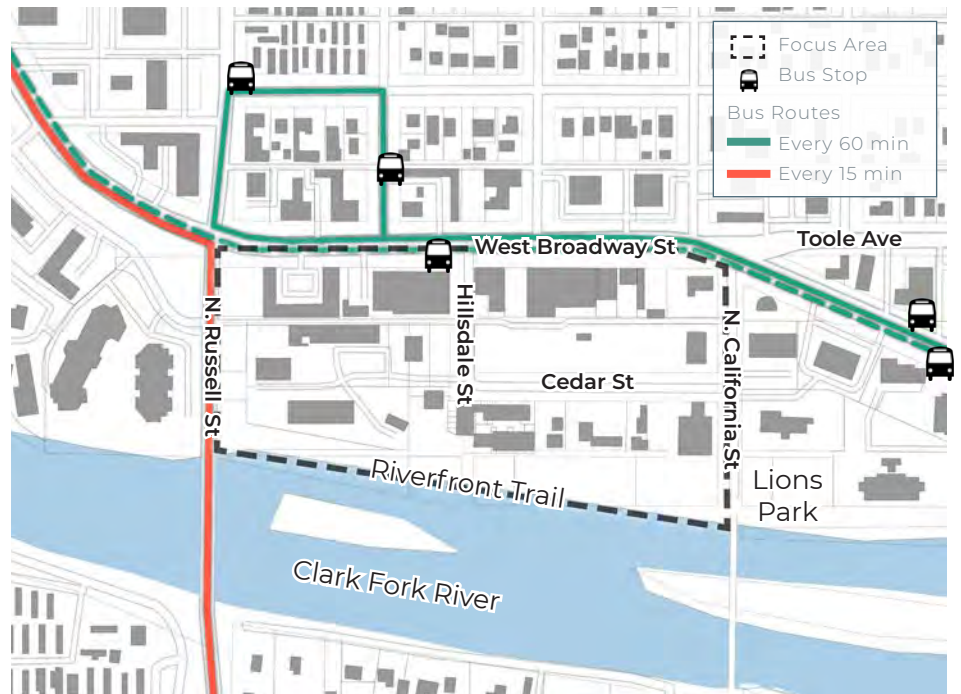 Focus Area
Bus Stop
Bus Routes
Every 60 min
Every 15 min
West Broadway St
Toole Ave
N. Russell St
Hillsdale St
N. California St
Cedar St
Riverfront Trail
Lions
Park
Clark Fork River